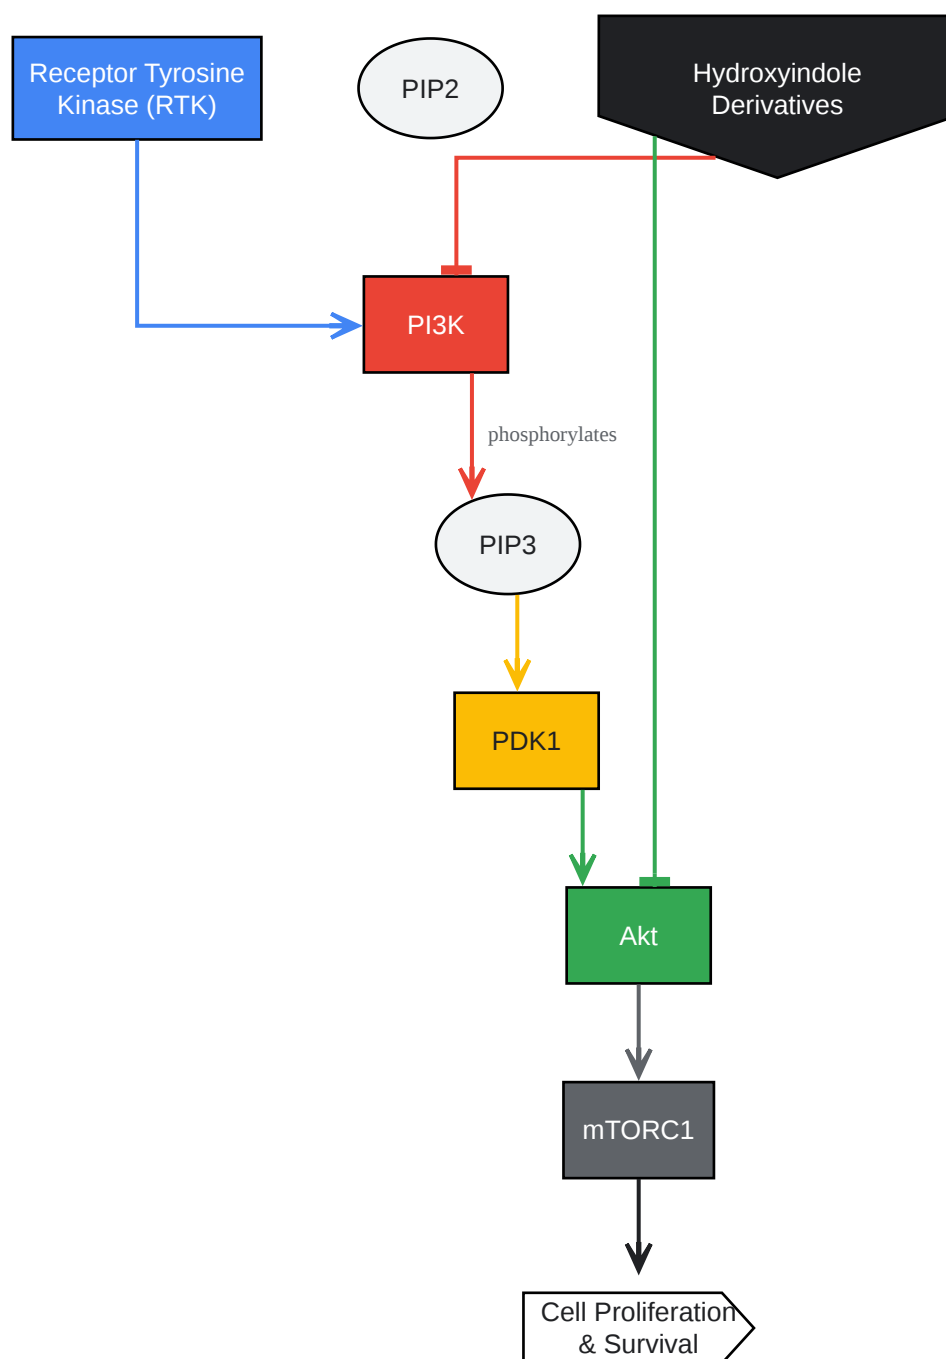 Receptor Tyrosine
Kinase (RTK)
PIP2
Hydroxyindole
Derivatives
PI3K
phosphorylates
PIP3
PDK1
Akt
mTORC1
Cell Proliferation
& Survival